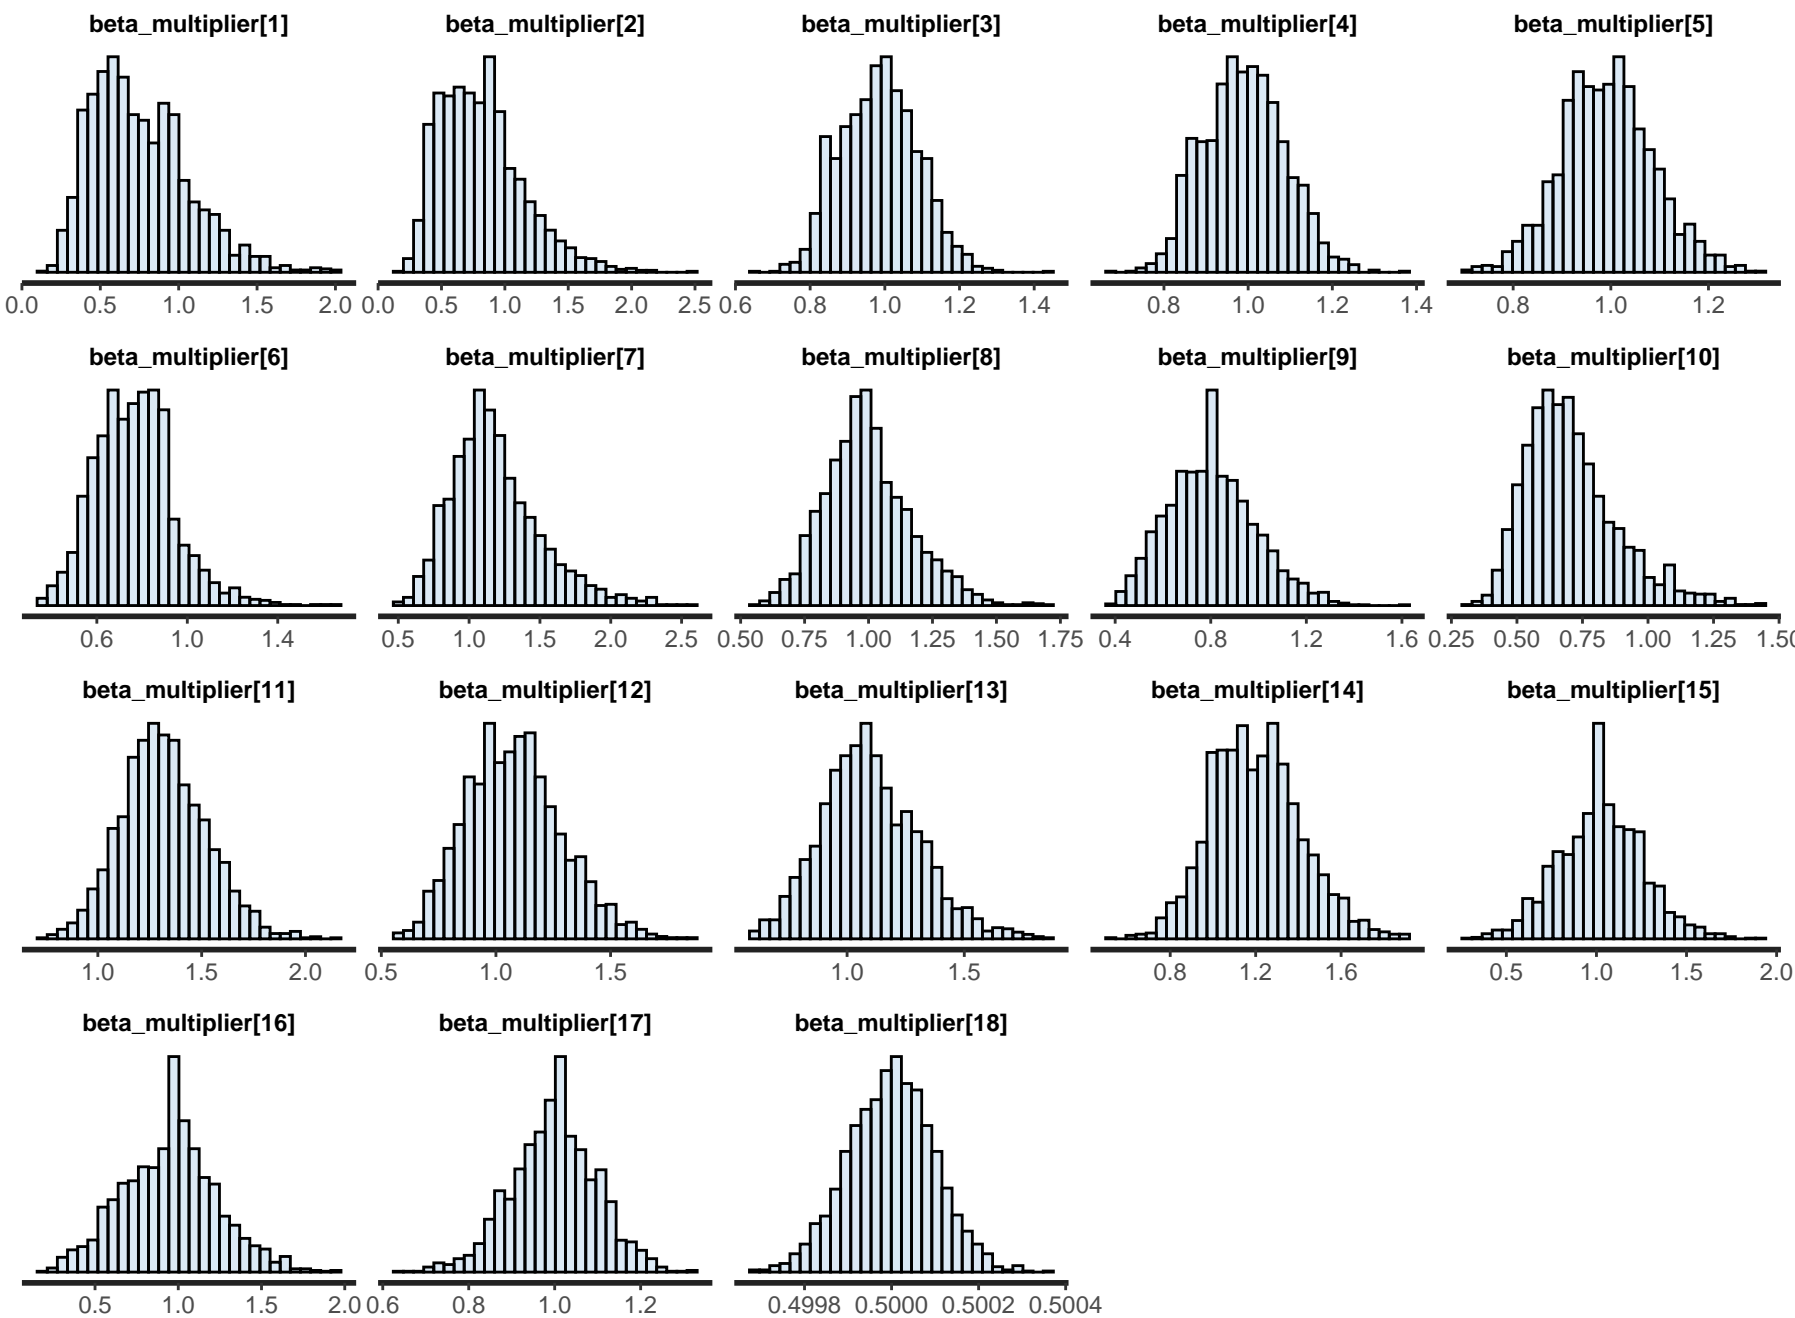 beta_multiplier[1] beta_multiplier[2] beta_multiplier[3] beta_multiplier[4] beta_multiplier[5]
0.0 0.5 1.0 1.5 2.0 0.0 0.5 1.0 1.5 2.0 2.5 0.6 0.8 1.0 1.2 1.4 0.8 1.0 1.2 1.4 0.8 1.0 1.2
beta_multiplier[6] beta_multiplier[7] beta_multiplier[8] beta_multiplier[9] beta_multiplier[10]
0.6 1.0 1.4 0.5 1.0 1.5 2.0 2.5 0.50 0.75 1.00 1.25 1.50 1.75 0.4 0.8 1.2 1.6 0.25 0.50 0.75 1.00 1.25 1.50
beta_multiplier[11] beta_multiplier[12] beta_multiplier[13] beta_multiplier[14] beta_multiplier[15]
1.0 1.5 2.0 0.5 1.0 1.5 1.0 1.5 0.8 1.2 1.6 0.5 1.0 1.5 2.0
beta_multiplier[16] beta_multiplier[17] beta_multiplier[18]
0.5 1.0 1.5 2.0 0.6 0.8 1.0 1.2 0.4998 0.5000 0.5002 0.5004